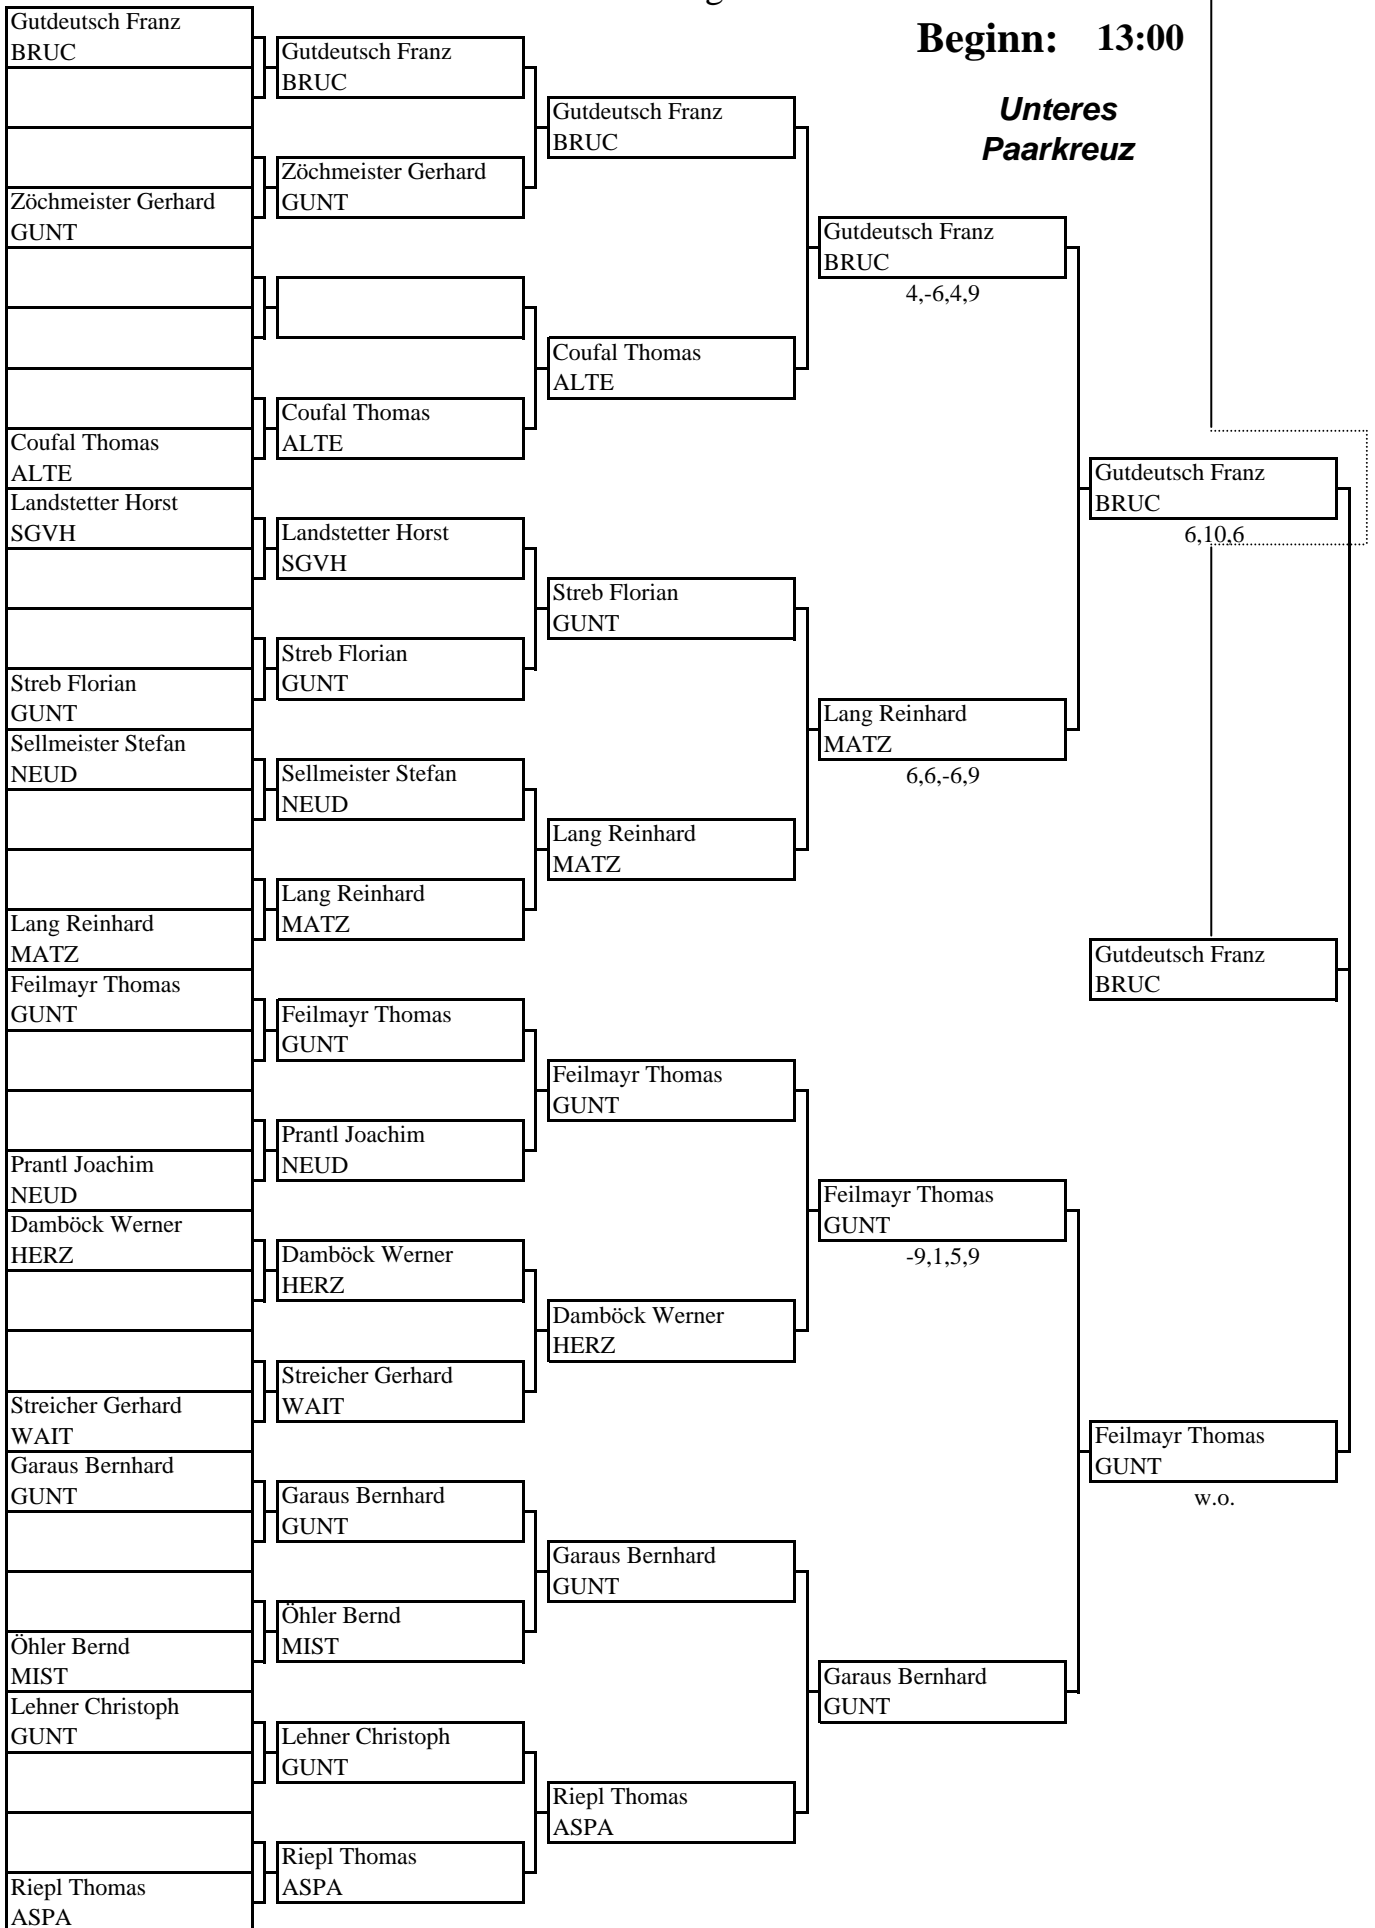 Beginn: 13:00
Unteres
Paarkreuz
Gutdeutsch Franz
BRUC
Zöchmeister Gerhard
GUNT
Coufal Thomas
ALTE
Landstetter Horst
SGVH
Streb Florian
GUNT
Sellmeister Stefan
NEUD
Lang Reinhard
MATZ
Feilmayr Thomas
GUNT
Prantl Joachim
NEUD
Damböck Werner
HERZ
Streicher Gerhard
WAIT
Garaus Bernhard
GUNT
Öhler Bernd
MIST
Lehner Christoph
GUNT
Riepl Thomas
ASPA
Gutdeutsch Franz
BRUC
Zöchmeister Gerhard
GUNT
Coufal Thomas
ALTE
Landstetter Horst
SGVH
Streb Florian
GUNT
Sellmeister Stefan
NEUD
Lang Reinhard
MATZ
Feilmayr Thomas
GUNT
Prantl Joachim
NEUD
Damböck Werner
HERZ
Streicher Gerhard
WAIT
Garaus Bernhard
GUNT
Öhler Bernd
MIST
Lehner Christoph
GUNT
Riepl Thomas
ASPA
Gutdeutsch Franz
BRUC
Coufal Thomas
ALTE
Streb Florian
GUNT
Lang Reinhard
MATZ
Feilmayr Thomas
GUNT
Damböck Werner
HERZ
Garaus Bernhard
GUNT
Riepl Thomas
ASPA
Gutdeutsch Franz
BRUC
4,-6,4,9
Lang Reinhard
MATZ
6,6,-6,9
Feilmayr Thomas
GUNT
-9,1,5,9
Garaus Bernhard
GUNT
Gutdeutsch Franz
BRUC
6,10,6
Gutdeutsch Franz
BRUC
Feilmayr Thomas
GUNT
w.o.